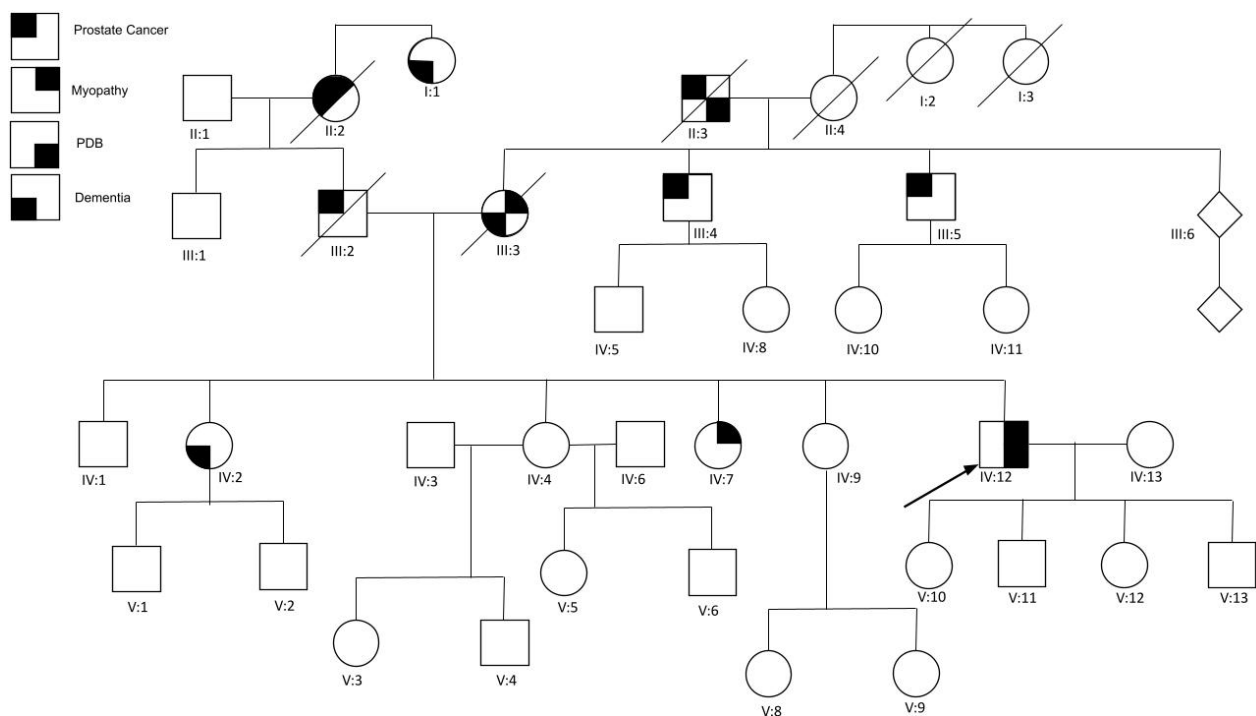 Prostate Cancer
Myopathy
PDB
Dementia
I:1
I:2
I:3
II:1
II:2
II:3
II:4
III:1
III:2
III:3
III:4
III:5
III:6
IV:5
IV:8
IV:10
IV:11
IV:1
IV:2
IV:3
IV:4
IV:6
IV:7
IV:9
IV:12
IV:13
V:1
V:2
V:5
V:6
V:10
V:11
V:12
V:13
V:3
V:4
V:8
V:9